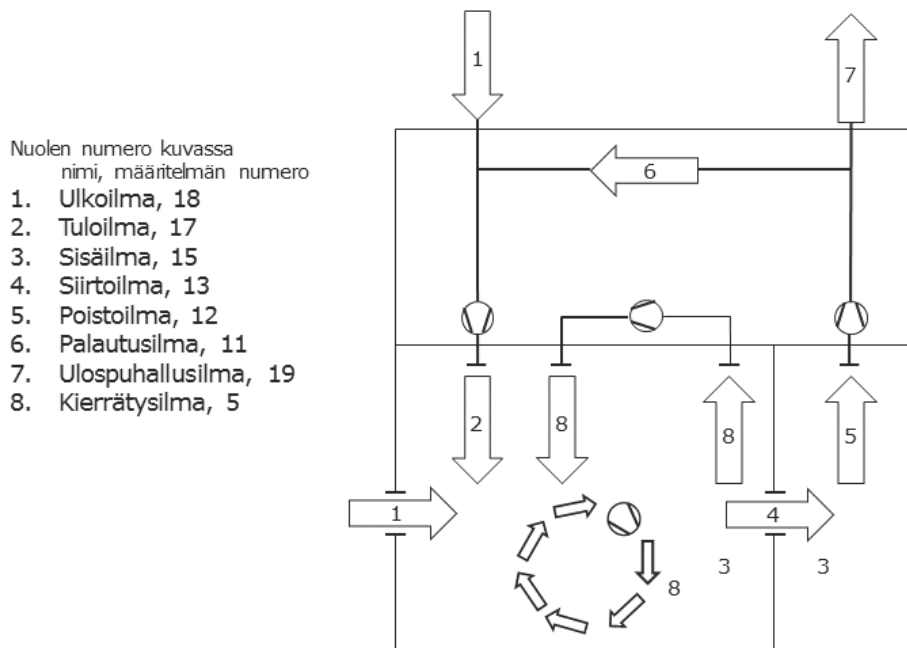 Nuolen numero kuvassa
nimi, määritelmän numero
1. Ulkoilma, 18
2. Tuloilma, 17
3. Sisäilma, 15
4. Siirtoilma, 13
5. Poistoilma, 12
6. Palautusilma, 11
7. Ulospuhallusilma, 19
8. Kierrätysilma, 5
1
7
6
2
8
8
5
1
4
3
3
8